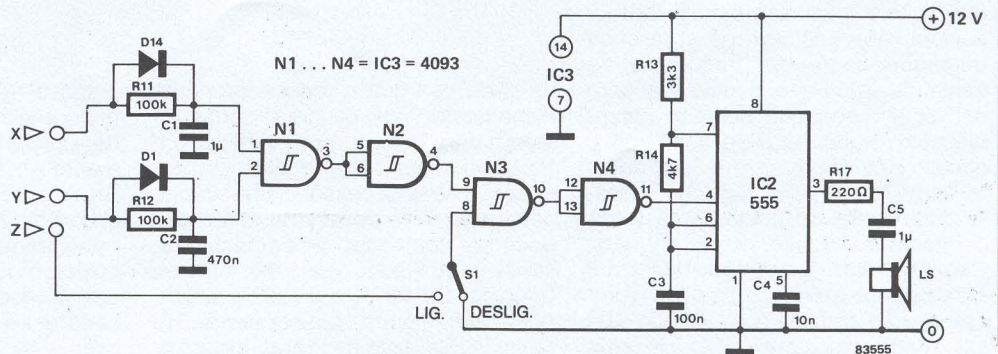 + 12 V
14
IC3
7
N1 . . . N4 = IC3 = 4093
D14
R11
100k
X
C1
1µ
N1
1
2
3
N2
5
6
4
D1
R12
100k
Y
Z
C2
470n
N3
9
8
10
N4
12
13
11
S1
LIG.
DESLIG.
R13
3k3
R14
4k7
C3
100n
8
7
4
6
2
IC2
555
3
1
5
C4
10n
R17
220Ω
C5
1µ
LS
0
83555